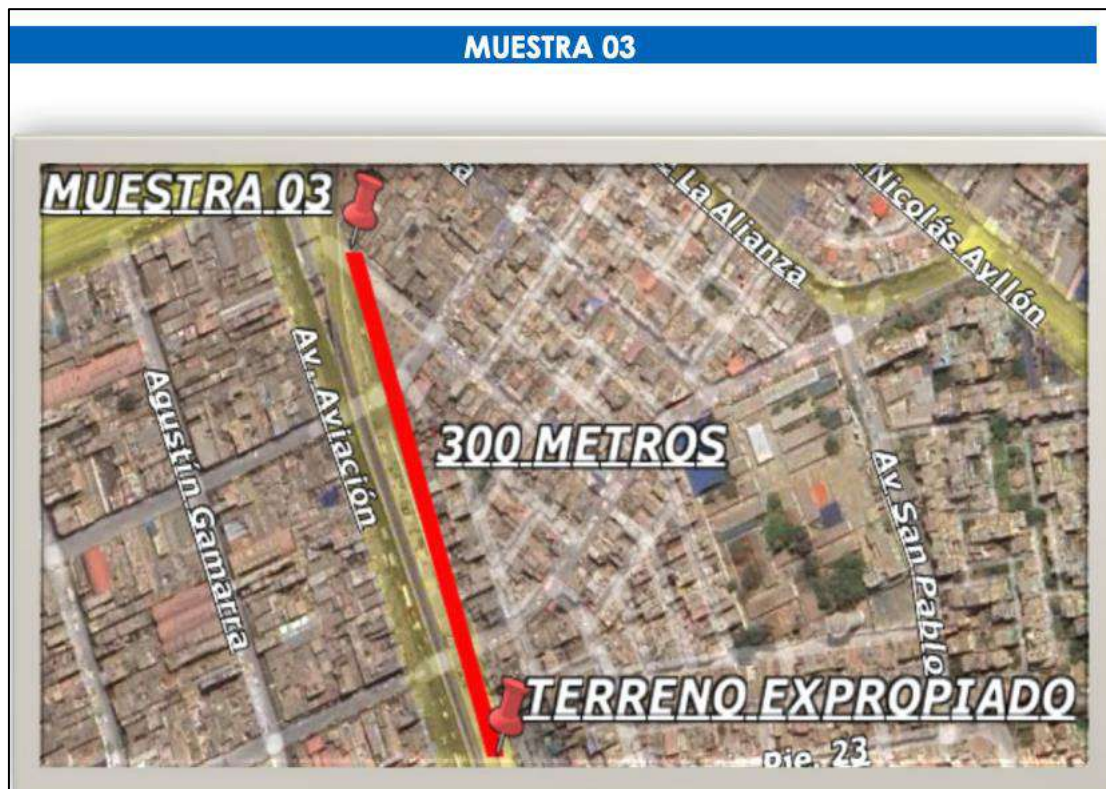 MUESTRA 03
MUESTRA 03
La Alianza
Nicolás Ayllón
Av. Aviación
Agustín Gamarra
300 METROS
Av. San Pablo
TERRENO EXPROPIADO
Pje. 23